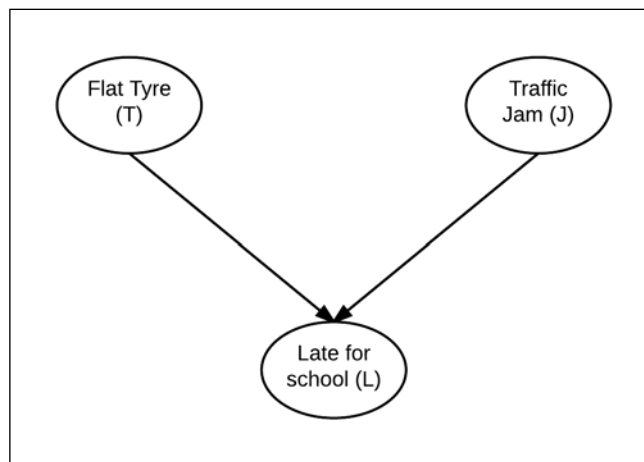 Flat Tyre
(T)
Traffic
Jam (J)
Late for
school (L)